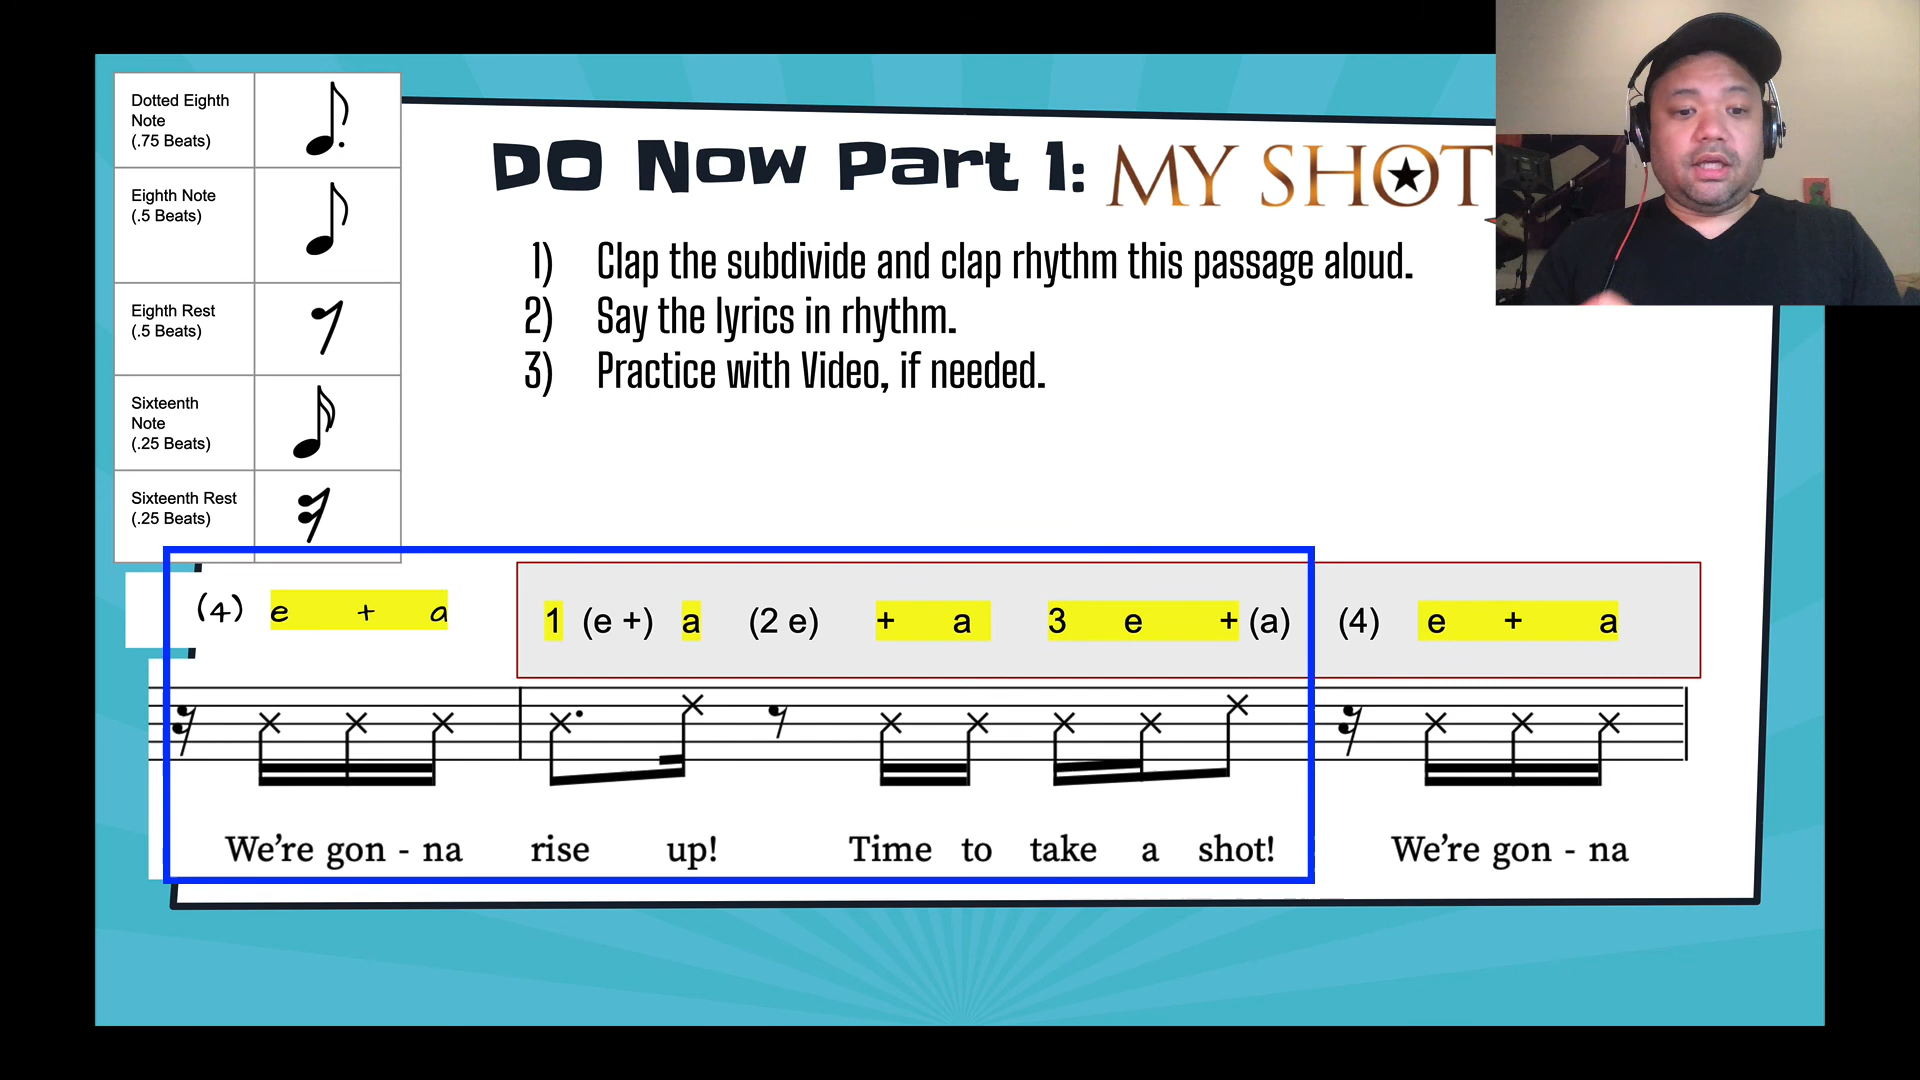 Dotted Eighth
Note
(.75 Beats)
Eighth Note
(.5 Beats)
Eighth Rest
(.5 Beats)
Sixteenth
Note
(.25 Beats)
Sixteenth Rest
(.25 Beats)
DO Now Part 1: MY SHOT
1) Clap the subdivide and clap rhythm this passage aloud.
2) Say the lyrics in rhythm.
3) Practice with Video, if needed.
(4) e + a 1 (e +) a (2 e) + a 3 e + (a) (4) e + a
We're gon - na rise up! Time to take a shot! We're gon - na